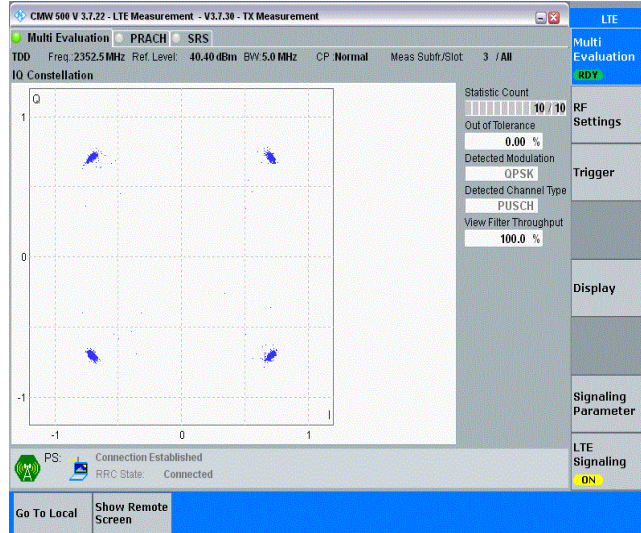 CMW 500 V 3.7.22 - LTE Measurement - V3.7.30 - TX Measurement
LTE
Multi Evaluation PRACH SRS
TDD Freq.:2352.5 MHz Ref. Level: 40.40 dBm BW:5.0 MHz CP :Normal Meas Subfr/Slot: 3 / All
IQ Constellation
Q
1
0
-1
-1 0 1
I
Statistic Count
10 / 10
Out of Tolerance
0.00 %
Detected Modulation
QPSK
Detected Channel Type
PUSCH
View Filter Throughput
100.0 %
Multi
Evaluation
RDY
RF
Settings
Trigger
Display
Signaling
Parameter
LTE
Signaling
ON
PS: Connection Established
RRC State: Connected
Go To Local
Show Remote
Screen